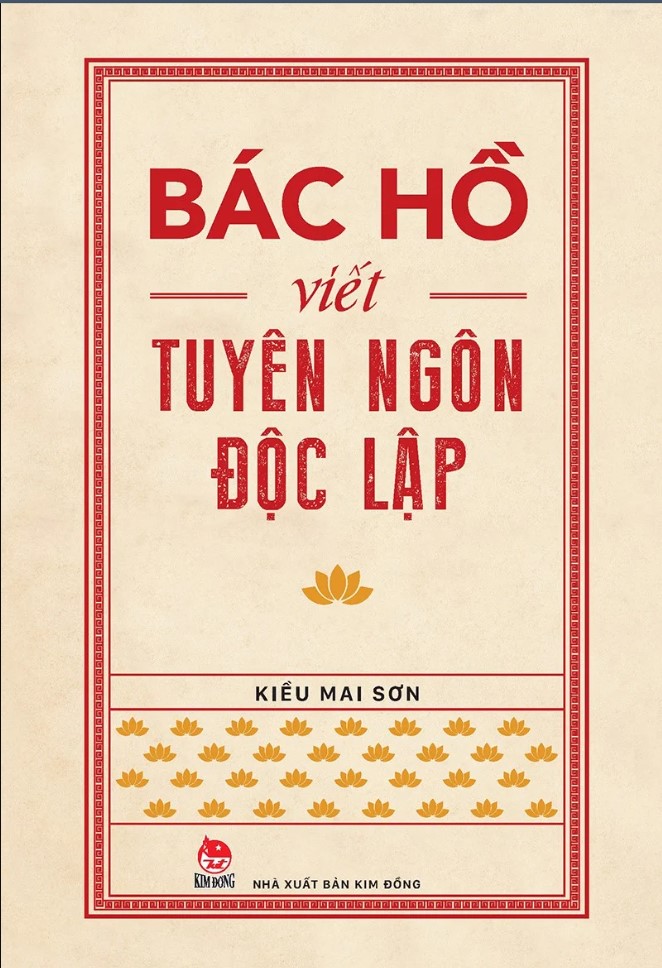 BÁC HỒ
viết
TUYÊN NGÔN
ĐỘC LẬP
KIỀU MAI SƠN
KIM ĐỒNG
NHÀ XUẤT BẢN KIM ĐỒNG